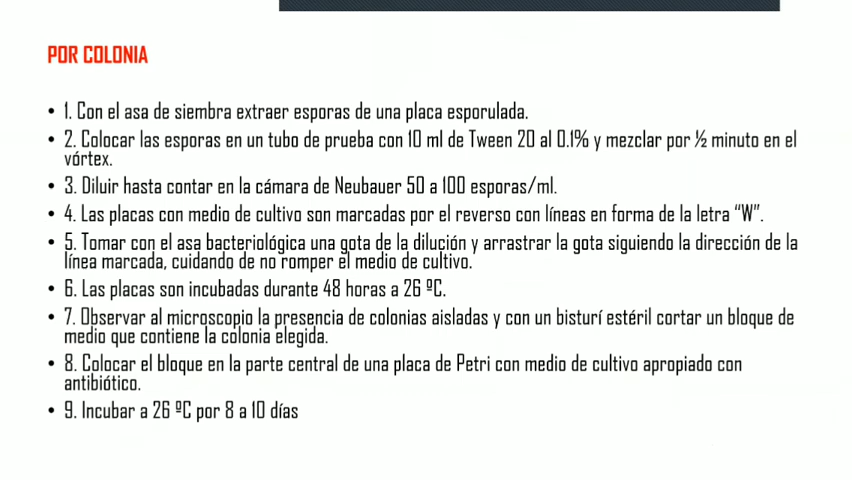 POR COLONIA
• 1. Con el asa de siembra extraer esporas de una placa esporulada.
• 2. Colocar las esporas en un tubo de prueba con 10 ml de Tween 20 al 0.1% y mezclar por ½ minuto en el
vórtex.
• 3. Diluir hasta contar en la cámara de Neubauer 50 a 100 esporas/ml.
• 4. Las placas con medio de cultivo son marcadas por el reverso con líneas en forma de la letra “W”.
• 5. Tomar con el asa bacteriológica una gota de la dilución y arrastrar la gota siguiendo la dirección de la
línea marcada, cuidando de no romper el medio de cultivo.
• 6. Las placas son incubadas durante 48 horas a 26 ºC.
• 7. Observar al microscopio la presencia de colonias aisladas y con un bisturí estéril cortar un bloque de
medio que contiene la colonia elegida.
• 8. Colocar el bloque en la parte central de una placa de Petri con medio de cultivo apropiado con
antibiótico.
• 9. Incubar a 26 ºC por 8 a 10 días